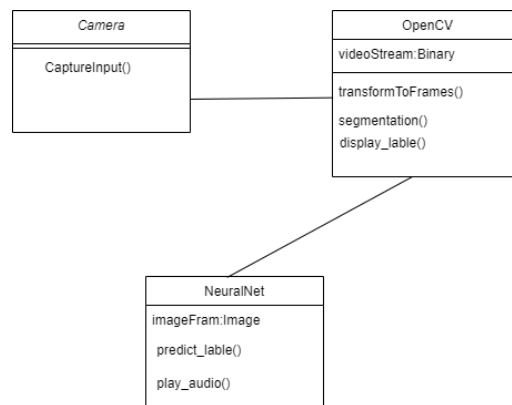 Camera
CaptureInput()
OpenCV
videoStream:Binary
transformToFrames()
segmentation()
display_lable()
NeuralNet
imageFram:Image
predict_lable()
play_audio()